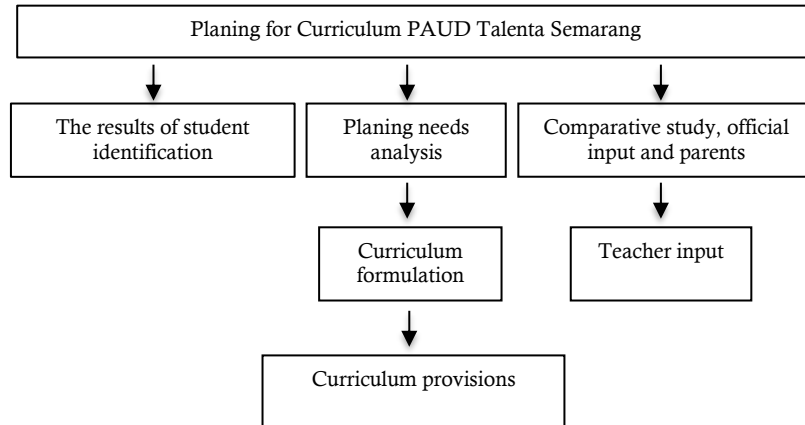 Planing for Curriculum PAUD Talenta Semarang
The results of student
identification
Planing needs
analysis
Comparative study, official
input and parents
Curriculum
formulation
Teacher input
Curriculum provisions